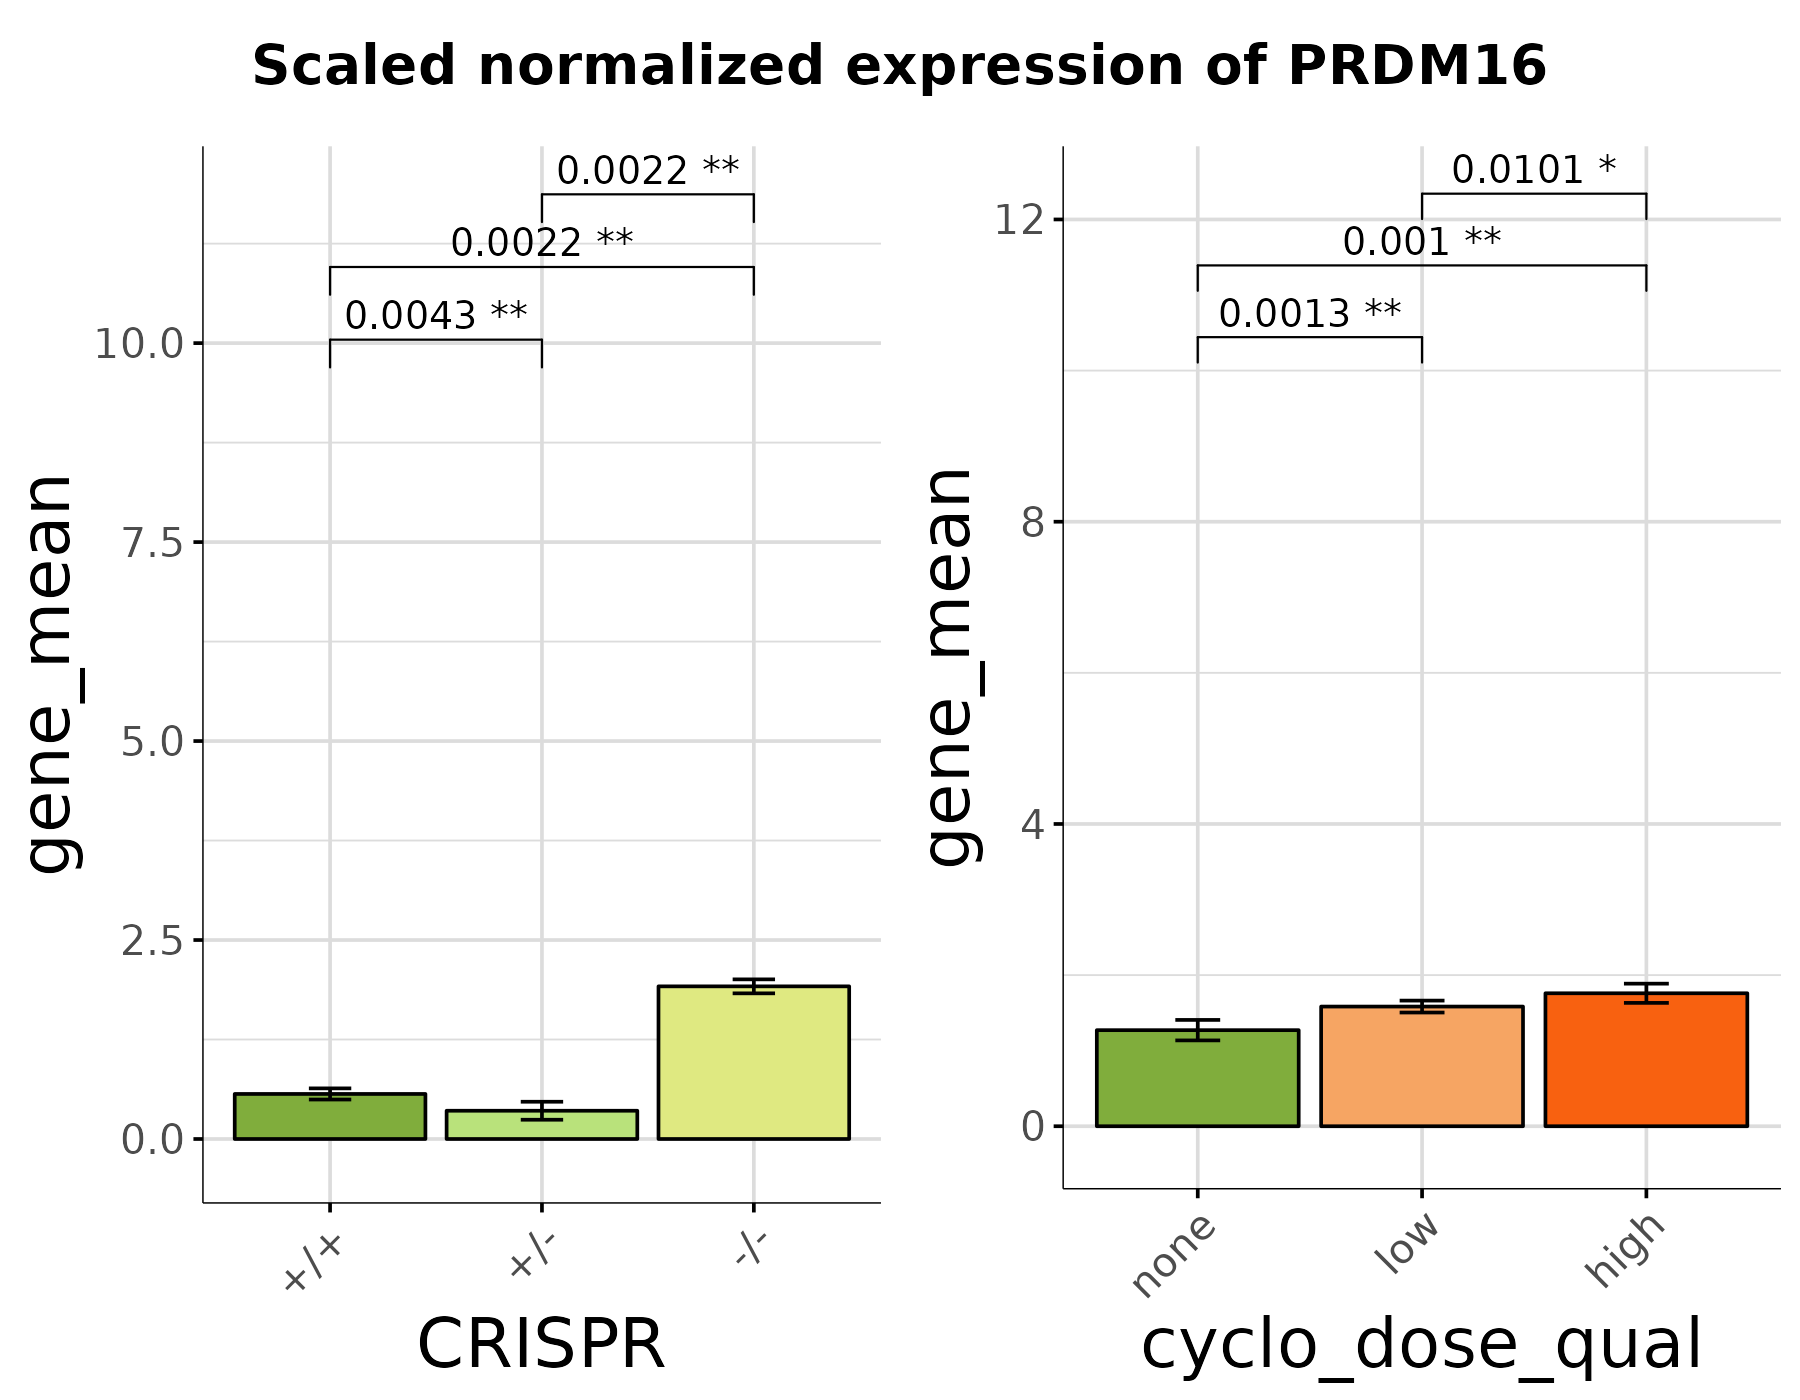 Scaled normalized expression of PRDM16
gene_mean
10.0
7.5
5.0
2.5
0.0
0.0022 **
0.0022 **
0.0043 **
+/+
+/-
-/-
CRISPR
gene_mean
12
8
4
0
0.0101 *
0.001 **
0.0013 **
none
low
high
cyclo_dose_qual